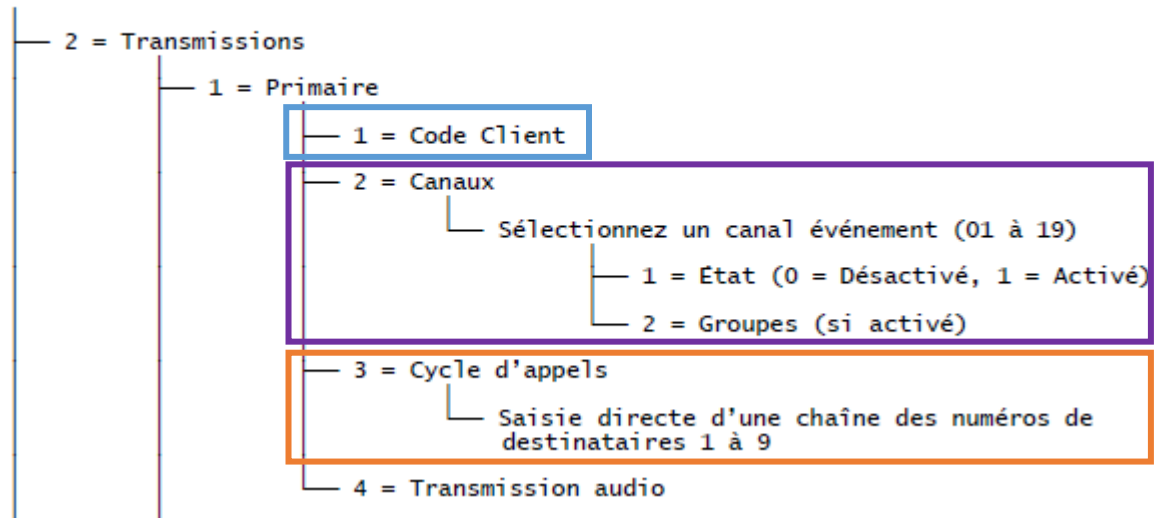 2 = Transmissions
1 = Primaire
1 = Code Client
2 = Canaux
Sélectionnez un canal événement (01 à 19)
1 = État (0 = Désactivé, 1 = Activé)
2 = Groupes (si activé)
3 = Cycle d’appels
Saisie directe d’une chaîne des numéros de
destinataires 1 à 9
4 = Transmission audio